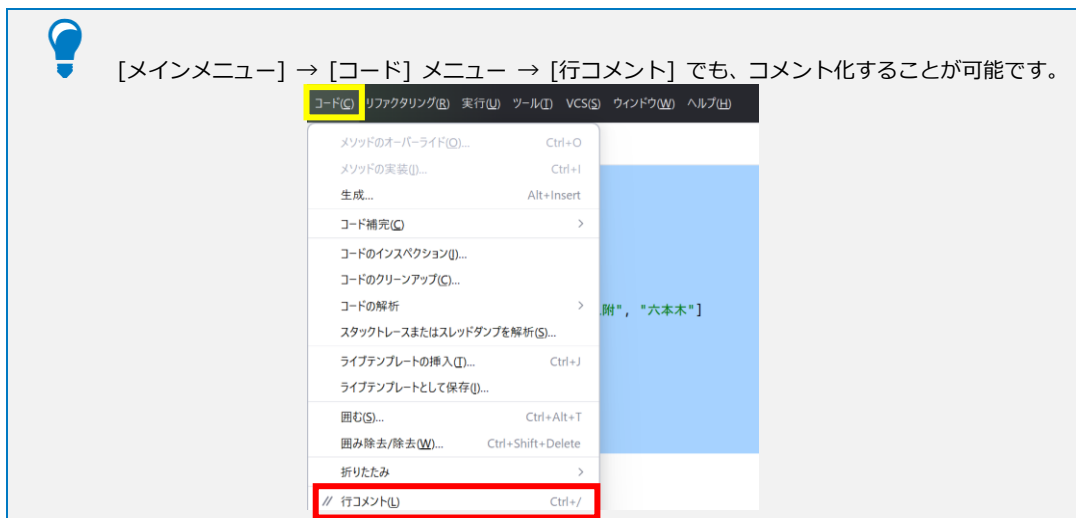 [メインメニュー] → [コード] メニュー → [行コメント] でも、コメント化することが可能です。
コード(C) リファクタリング(R) 実行(U) ツール(T) VCS(S) ウィンドウ(W) ヘルプ(H)
メソッドのオーバーライド(O)... Ctrl+O
メソッドの実装(I)... Ctrl+I
生成... Alt+Insert
コード補完(C) >
コードのインスペクション(I)...
コードのクリーンアップ(C)...
コードの解析 >
附", "六本木"]
スタックトレースまたはスレッドダンプを解析(S)...
ライブテンプレートの挿入(T)... Ctrl+J
ライブテンプレートとして保存(I)...
囲む(S)... Ctrl+Alt+T
囲み除去/除去(W)... Ctrl+Shift+Delete
折りたたみ >
// 行コメント(L) Ctrl+/